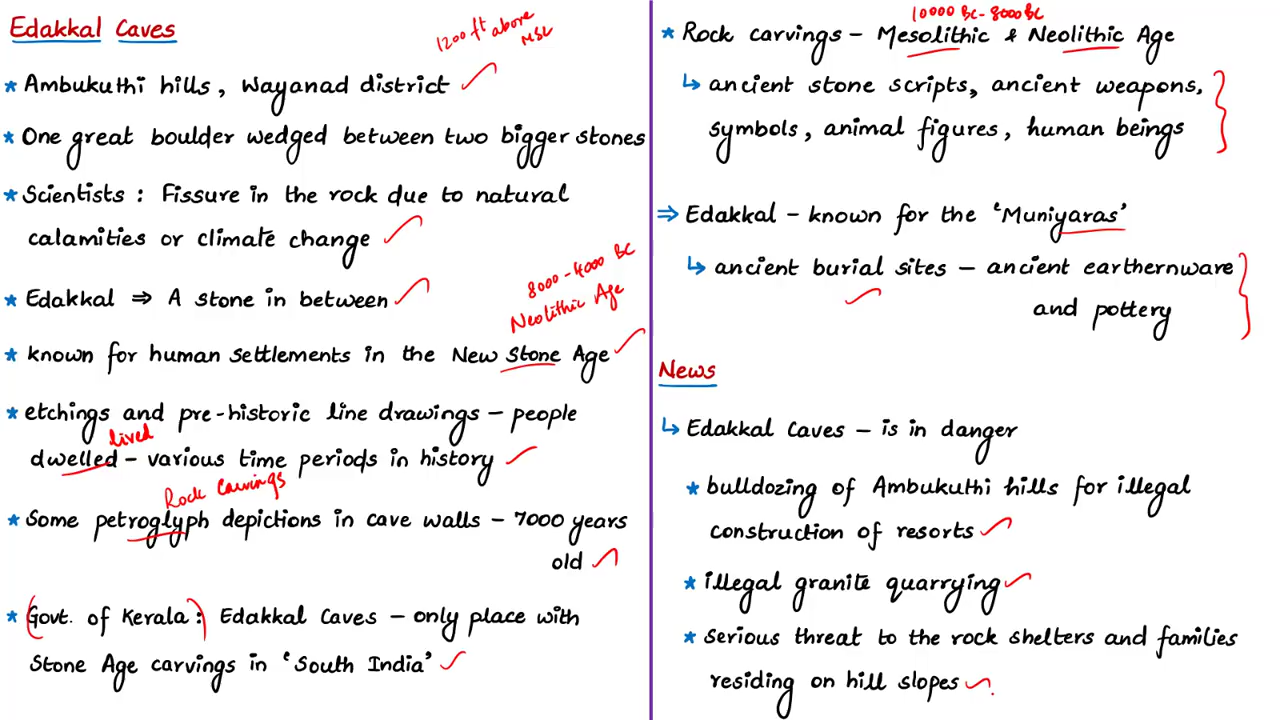 Edakkal Caves
1200 ft above
MSL
* Ambukuthi hills, Wayanad district
* One great boulder wedged between two bigger stones
* Scientists : Fissure in the rock due to natural
calamities or climate change
* Edakkal ⇒ A stone in between
8000-4000 BC
Neolithic Age
* known for human settlements in the New Stone Age
* etchings and pre-historic line drawings – people
lived
dwelled – various time periods in history
Rock carvings
* Some petroglyph depictions in cave walls – 7000 years
old
* (Govt. of Kerala) : Edakkal Caves – only place with
Stone Age carvings in 'South India'
10000 BC-8000BC
* Rock carvings – Mesolithic & Neolithic Age
↳ ancient stone scripts, ancient weapons,
symbols, animal figures, human beings
⇒ Edakkal – known for the 'Muniyaras'
↳ ancient burial sites – ancient earthernware
and pottery
News
↳ Edakkal Caves – is in danger
* bulldozing of Ambukuthi hills for illegal
construction of resorts
* illegal granite quarrying
* serious threat to the rock shelters and families
residing on hill slopes